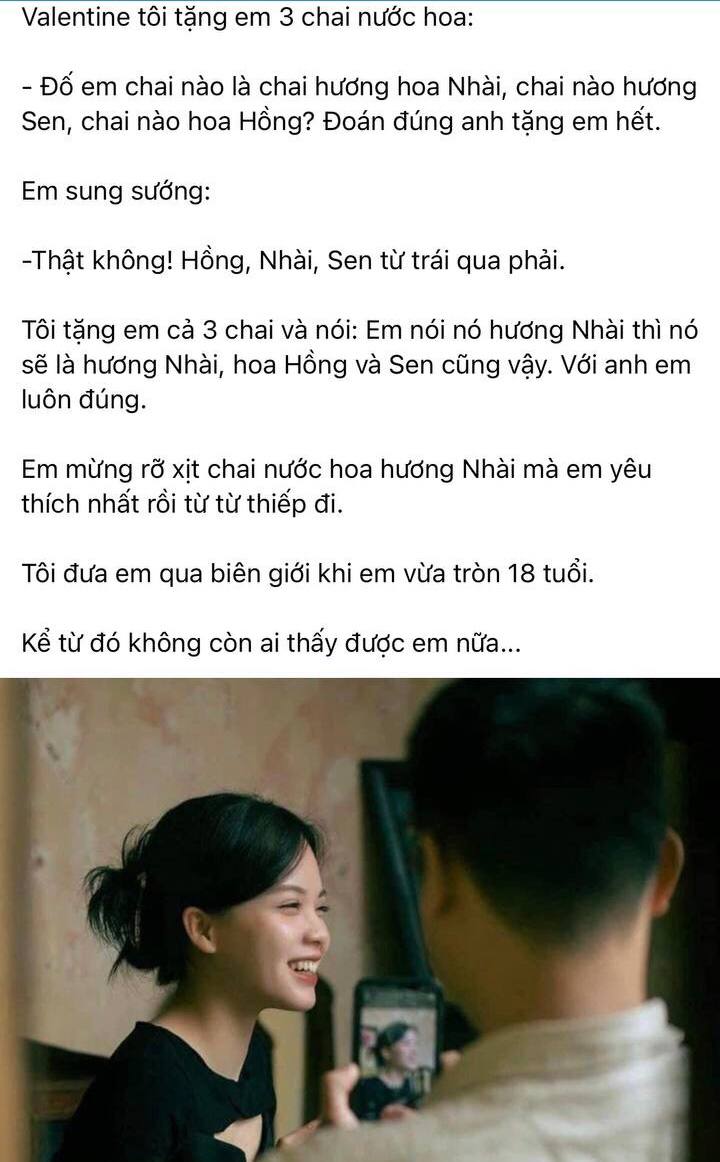 Valentine tôi tặng em 3 chai nước hoa:
- Đố em chai nào là chai hương hoa Nhài, chai nào hương
Sen, chai nào hoa Hồng? Đoán đúng anh tặng em hết.
Em sung sướng:
-Thật không! Hồng, Nhài, Sen từ trái qua phải.
Tôi tặng em cả 3 chai và nói: Em nói nó hương Nhài thì nó
sẽ là hương Nhài, hoa Hồng và Sen cũng vậy. Với anh em
luôn đúng.
Em mừng rỡ xịt chai nước hoa hương Nhài mà em yêu
thích nhất rồi từ từ thiếp đi.
Tôi đưa em qua biên giới khi em vừa tròn 18 tuổi.
Kể từ đó không còn ai thấy được em nữa...